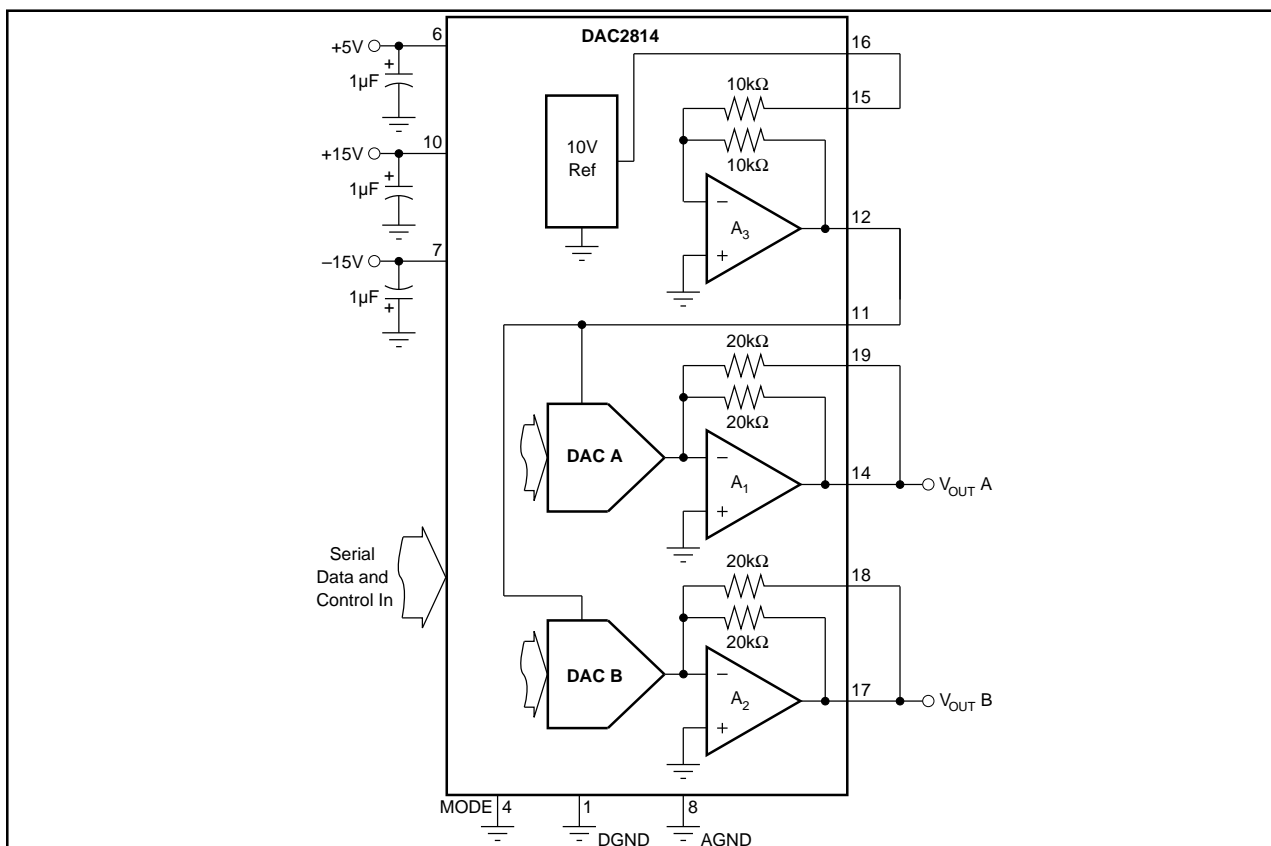 DAC2814
+5V
6
+
1µF
+15V
10
+
1µF
–15V
7
1µF
+
16
10kΩ
15
10kΩ
10V
Ref
–
A3
+
12
11
20kΩ
19
20kΩ
DAC A
–
A1
+
14
VOUT A
Serial
Data and
Control In
20kΩ
18
20kΩ
DAC B
–
A2
+
17
VOUT B
MODE 4
1
8
DGND
AGND